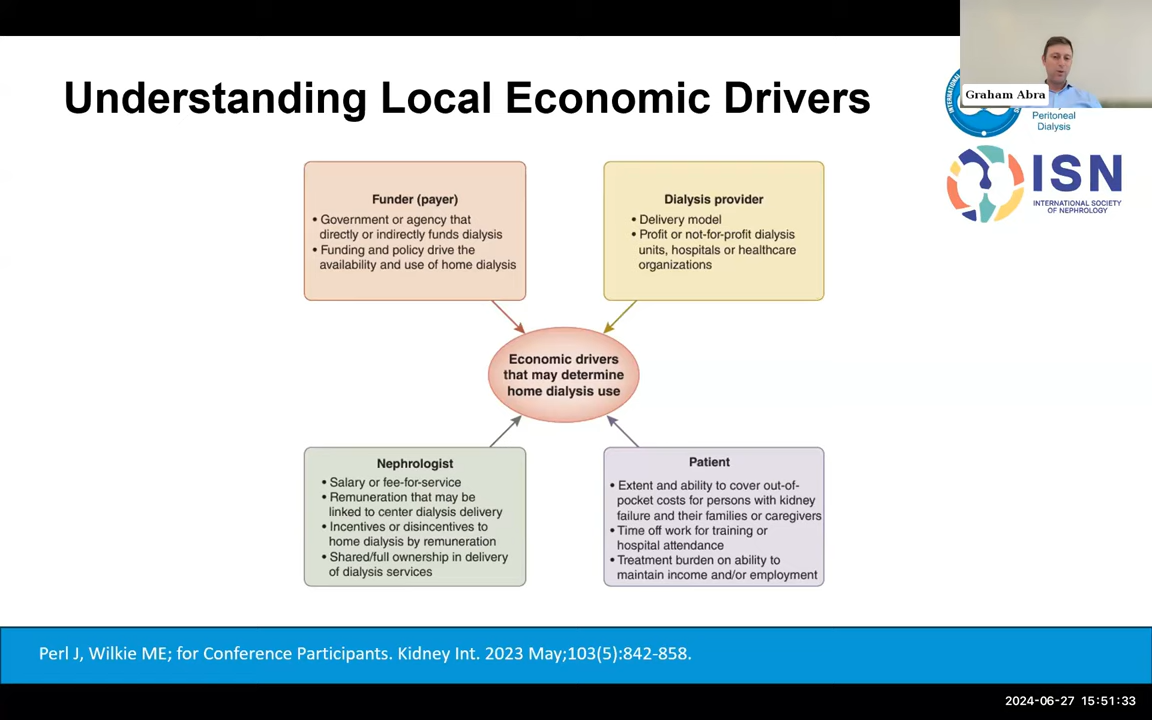 Understanding Local Economic Drivers
Graham Abra
Peritoneal
Dialysis
ISN
INTERNATIONAL SOCIETY
OF NEPHROLOGY
Funder (payer)
• Government or agency that
directly or indirectly funds dialysis
• Funding and policy drive the
availability and use of home dialysis
Dialysis provider
• Delivery model
• Profit or not-for-profit dialysis
units, hospitals or healthcare
organizations
Economic drivers
that may determine
home dialysis use
Nephrologist
• Salary or fee-for-service
• Remuneration that may be
linked to center dialysis delivery
• Incentives or disincentives to
home dialysis by remuneration
• Shared/full ownership in delivery
of dialysis services
Patient
• Extent and ability to cover out-of-
pocket costs for persons with kidney
failure and their families or caregivers
• Time off work for training or
hospital attendance
• Treatment burden on ability to
maintain income and/or employment
Perl J, Wilkie ME; for Conference Participants. Kidney Int. 2023 May;103(5):842-858.
2024-06-27 15:51:33